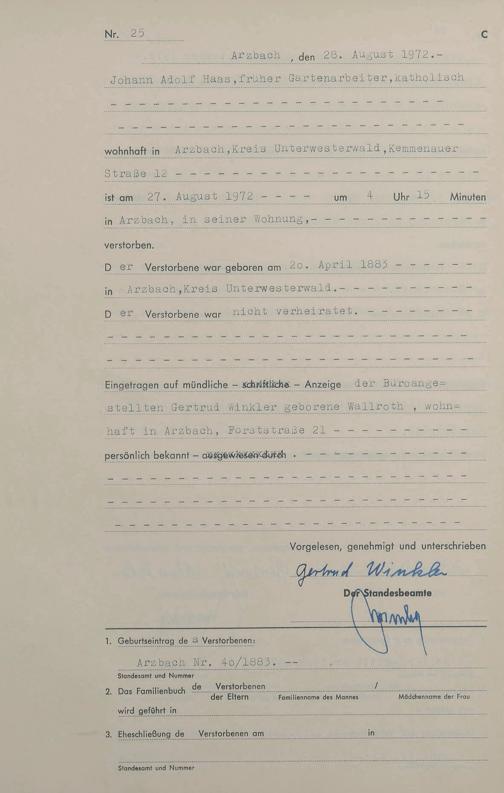 Nr. 25 C
Arzbach , den 28. August 1972.-
Johann Adolf Haas,früher Gartenarbeiter,katholisch
wohnhaft in Arzbach,Kreis Unterwesterwald,Kemmenauer
Straße 12
ist am 27. August 1972 um 4 Uhr 15 Minuten
in Arzbach, in seiner Wohnung,-
verstorben.
D er Verstorbene war geboren am 20. April 1883
in Arzbach,Kreis Unterwesterwald.-
D er Verstorbene war nicht verheiratet.
Eingetragen auf mündliche – schriftliche – Anzeige der Büroange=
stellten Gertrud Winkler geborene Wallroth , wohn=
haft in Arzbach, Forststraße 21
persönlich bekannt – ausgewiesen durch .
Vorgelesen, genehmigt und unterschrieben
Gertrud Winkler
Der Standesbeamte
1. Geburtseintrag de s Verstorbenen:
Arzbach Nr. 40/1883. --
Standesamt und Nummer
2. Das Familienbuch de Verstorbenen /
der Eltern Familienname des Mannes Mädchenname der Frau
wird geführt in
3. Eheschließung de Verstorbenen am in
Standesamt und Nummer